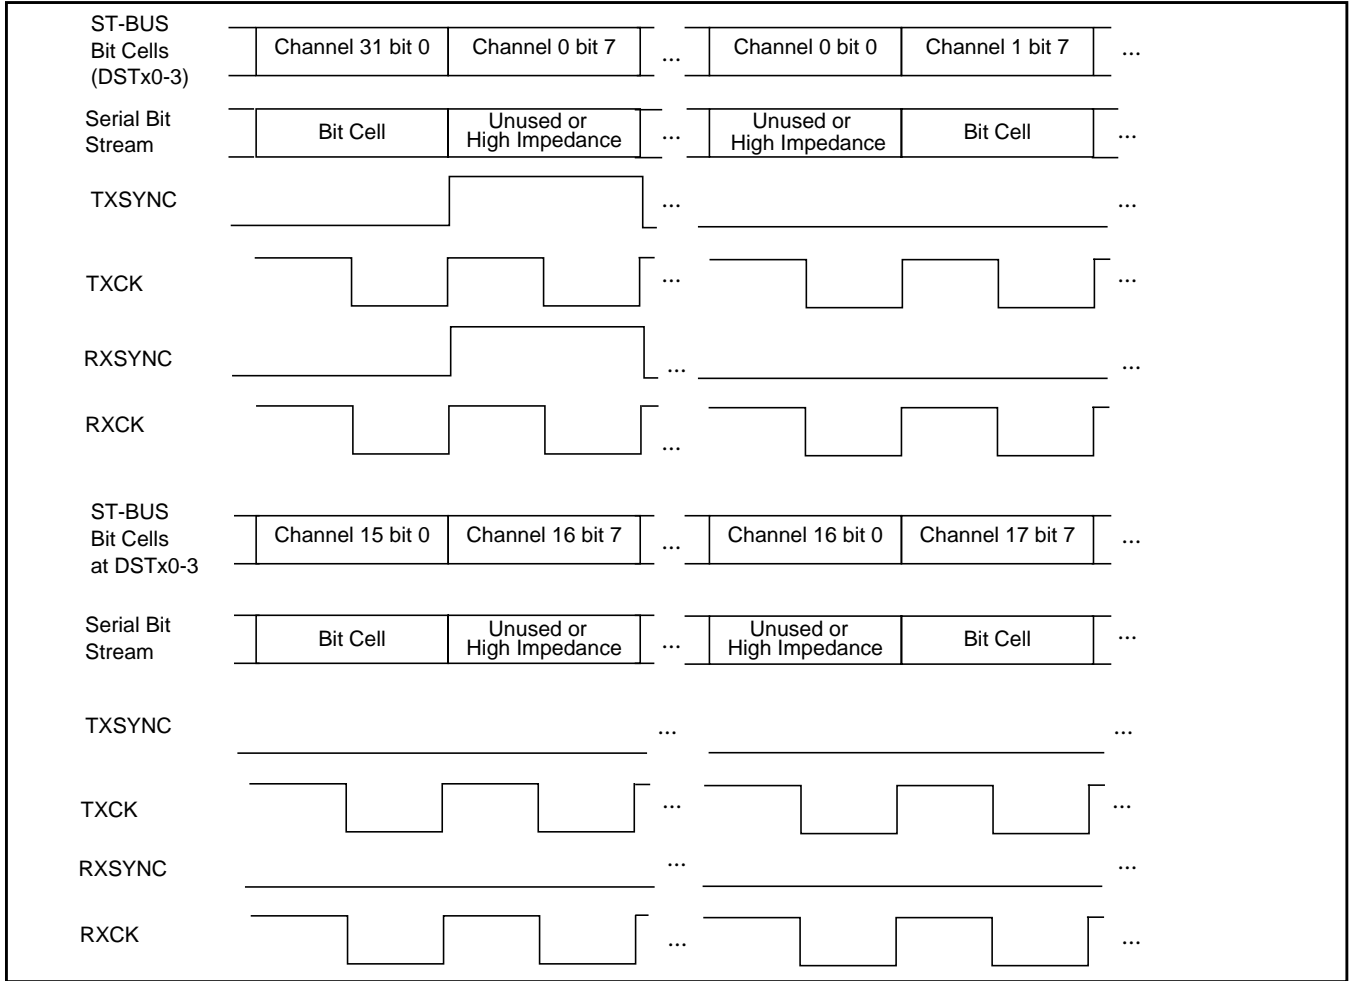 ST-BUS
Bit Cells
(DSTx0-3)
Channel 31 bit 0
Channel 0 bit 7
...
Channel 0 bit 0
Channel 1 bit 7
...
Serial Bit
Stream
Bit Cell
Unused or
High Impedance
...
Unused or
High Impedance
Bit Cell
...
TXSYNC
...
...
TXCK
...
...
RXSYNC
...
...
RXCK
...
ST-BUS
Bit Cells
at DSTx0-3
Channel 15 bit 0
Channel 16 bit 7
...
Channel 16 bit 0
Channel 17 bit 7
...
Serial Bit
Stream
Bit Cell
Unused or
High Impedance
...
Unused or
High Impedance
Bit Cell
...
TXSYNC
...
...
TXCK
...
...
RXSYNC
...
...
RXCK
...
...